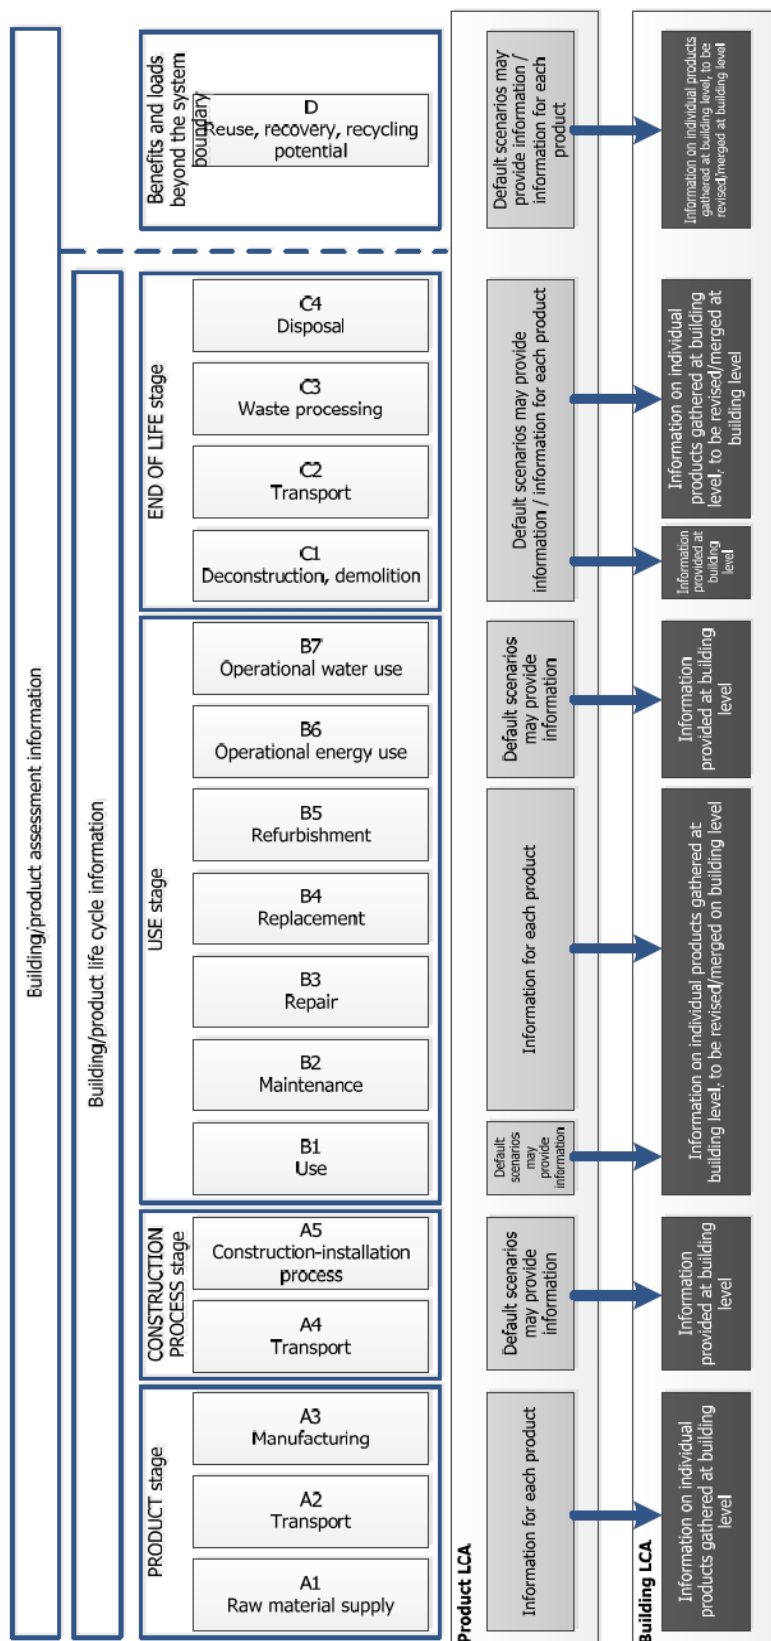 Building/product assessment information
Building/product life cycle information
PRODUCT stage
A1
Raw material supply
A2
Transport
A3
Manufacturing
CONSTRUCTION
PROCESS stage
A4
Transport
A5
Construction-installation
process
USE stage
B1
Use
B2
Maintenance
B3
Repair
B4
Replacement
B5
Refurbishment
B6
Operational energy use
B7
Operational water use
END OF LIFE stage
C1
Deconstruction, demolition
C2
Transport
C3
Waste processing
C4
Disposal
Benefits and loads
beyond the system
boundary
D
Reuse, recovery, recycling
potential
Product LCA
Information for each product
Default scenarios
may provide
information
Default
scenarios
may
provide
information
Information for each product
Default scenarios
may provide
information
Default scenarios may provide
information / information for each product
Default scenarios may
provide information /
information for each
product
Building LCA
Information on individual
products gathered at building
level
Information
provided at building
level
Information on individual products gathered at
building level, to be revised/merged on building level
Information
provided at building
level
Information
provided at
building
level
Information on individual
products gathered at building
level, to be revised/merged at
building level
Information on individual products
gathered at building level, to be
revised/merged at building level